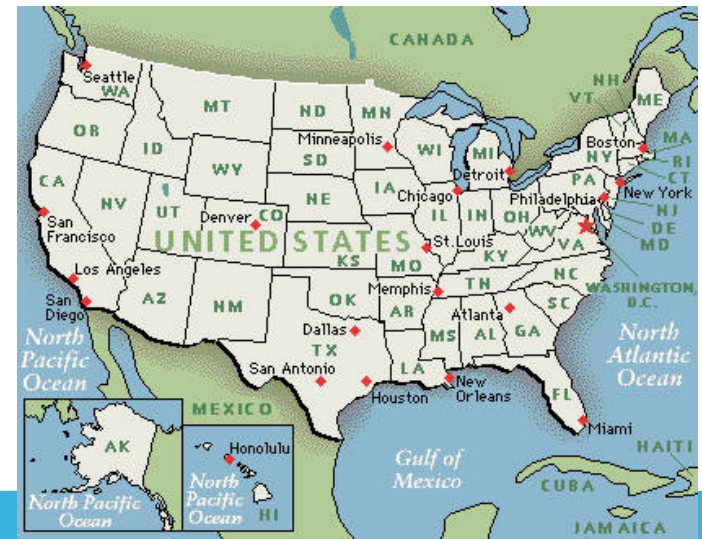 CANADA
Seattle
WA
MT
ND
MN
NH
VT
ME
OR
ID
Minneapolis
WI
MI
Boston
MA
NY
RI
SD
WY
Detroit
CT
CA
IA
Chicago
PA
New York
NV
NE
Philadelphia
NJ
UT
Denver
CO
IL
IN
OH
DE
San
Francisco
WV
MD
UNITED STATES
St. Louis
VA
KS
MO
KY
WASHINGTON,
D.C.
Los Angeles
Memphis
TN
NC
San
Diego
AZ
NM
OK
AR
Atlanta
SC
North
Pacific
Ocean
Dallas
MS
AL
GA
North
Atlantic
Ocean
TX
San Antonio
LA
Houston
New
Orleans
FL
MEXICO
Miami
AK
Honolulu
Gulf of
Mexico
HAITI
North Pacific
Ocean
North
Pacific
Ocean
HI
CUBA
JAMAICA